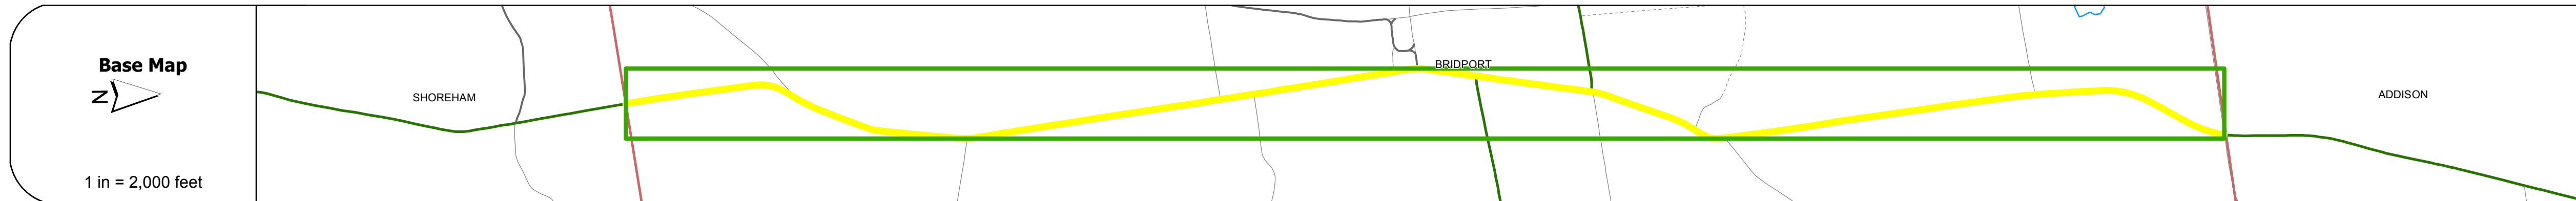 Base Map
N
1 in = 2,000 feet
SHOREHAM
BRIDPORT
ADDISON